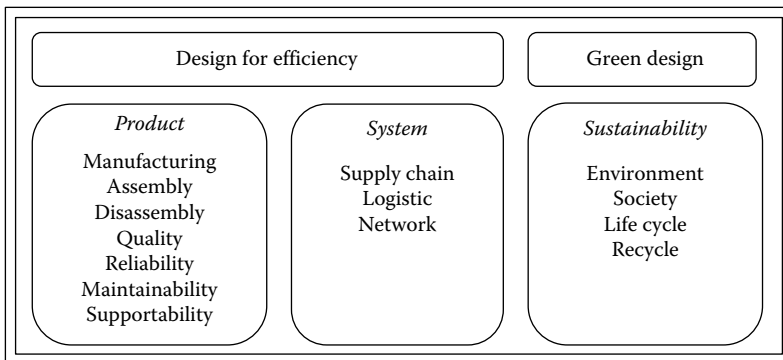 Design for efficiency
Green design
Product
Manufacturing
Assembly
Disassembly
Quality
Reliability
Maintainability
Supportability
System
Supply chain
Logistic
Network
Sustainability
Environment
Society
Life cycle
Recycle